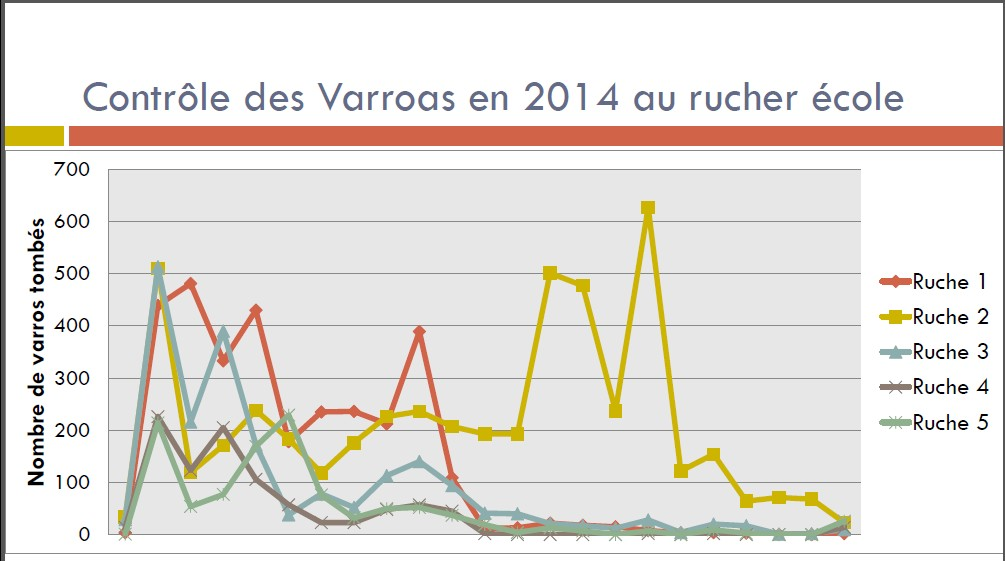 Contrôle des Varroas en 2014 au rucher école
Nombre de varros tombés
700
600
500
400
300
200
100
0
Ruche 1
Ruche 2
Ruche 3
Ruche 4
Ruche 5